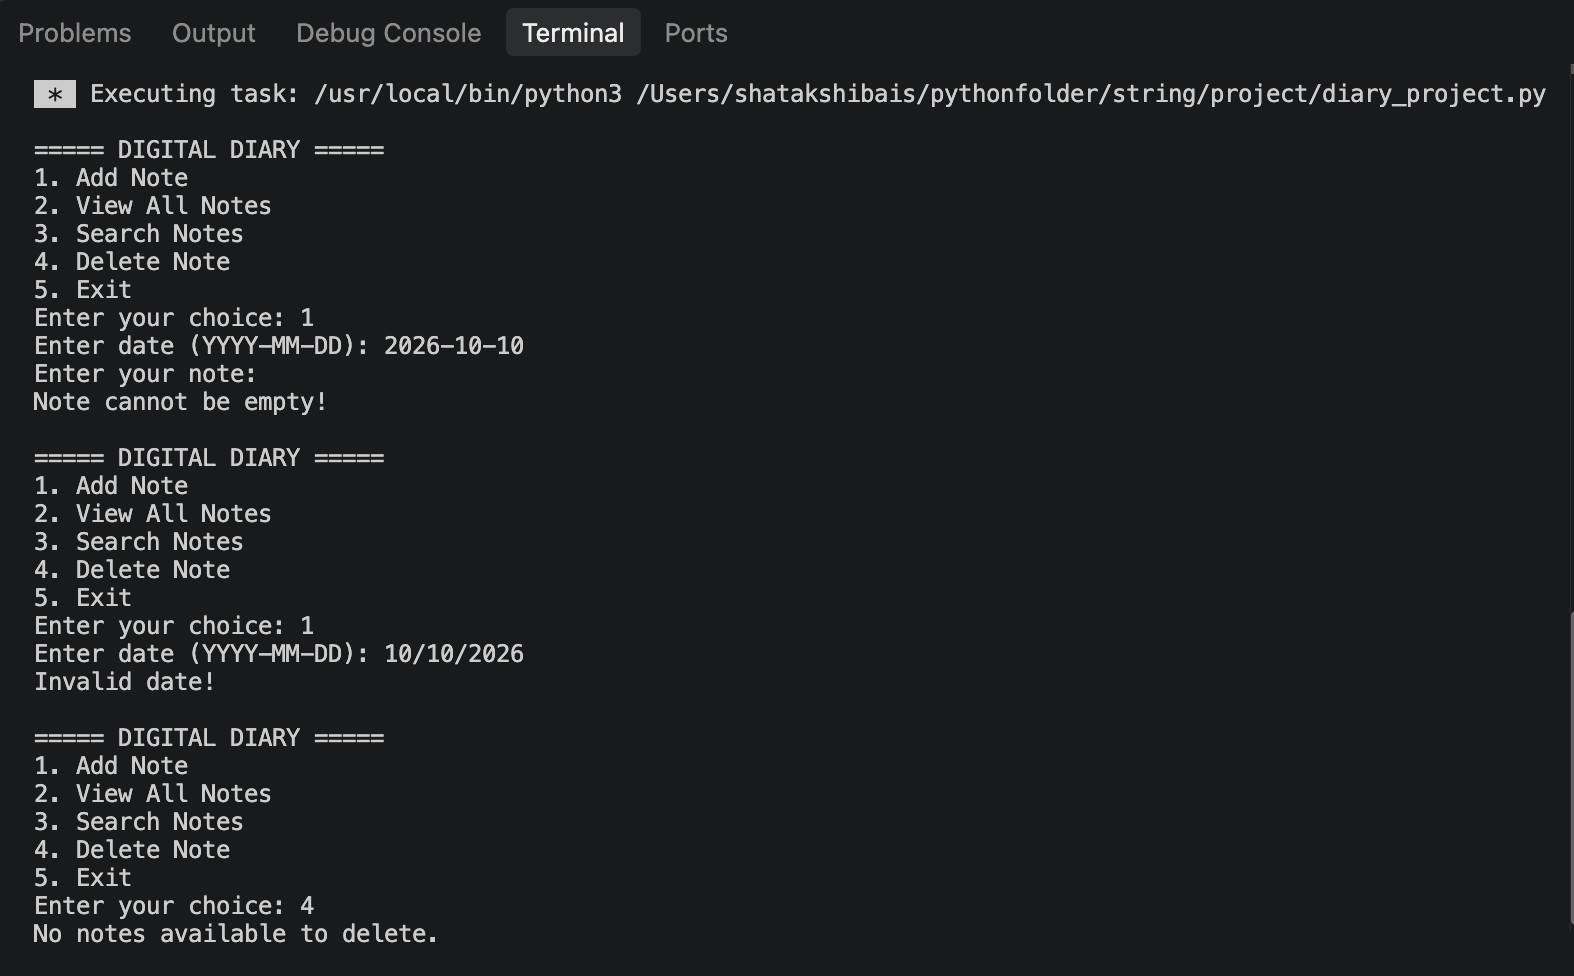 Problems Output Debug Console Terminal Ports
* Executing task: /usr/local/bin/python3 /Users/shatakshibais/pythonfolder/string/project/diary_project.py
===== DIGITAL DIARY =====
1. Add Note
2. View All Notes
3. Search Notes
4. Delete Note
5. Exit
Enter your choice: 1
Enter date (YYYY-MM-DD): 2026-10-10
Enter your note:
Note cannot be empty!
===== DIGITAL DIARY =====
1. Add Note
2. View All Notes
3. Search Notes
4. Delete Note
5. Exit
Enter your choice: 1
Enter date (YYYY-MM-DD): 10/10/2026
Invalid date!
===== DIGITAL DIARY =====
1. Add Note
2. View All Notes
3. Search Notes
4. Delete Note
5. Exit
Enter your choice: 4
No notes available to delete.